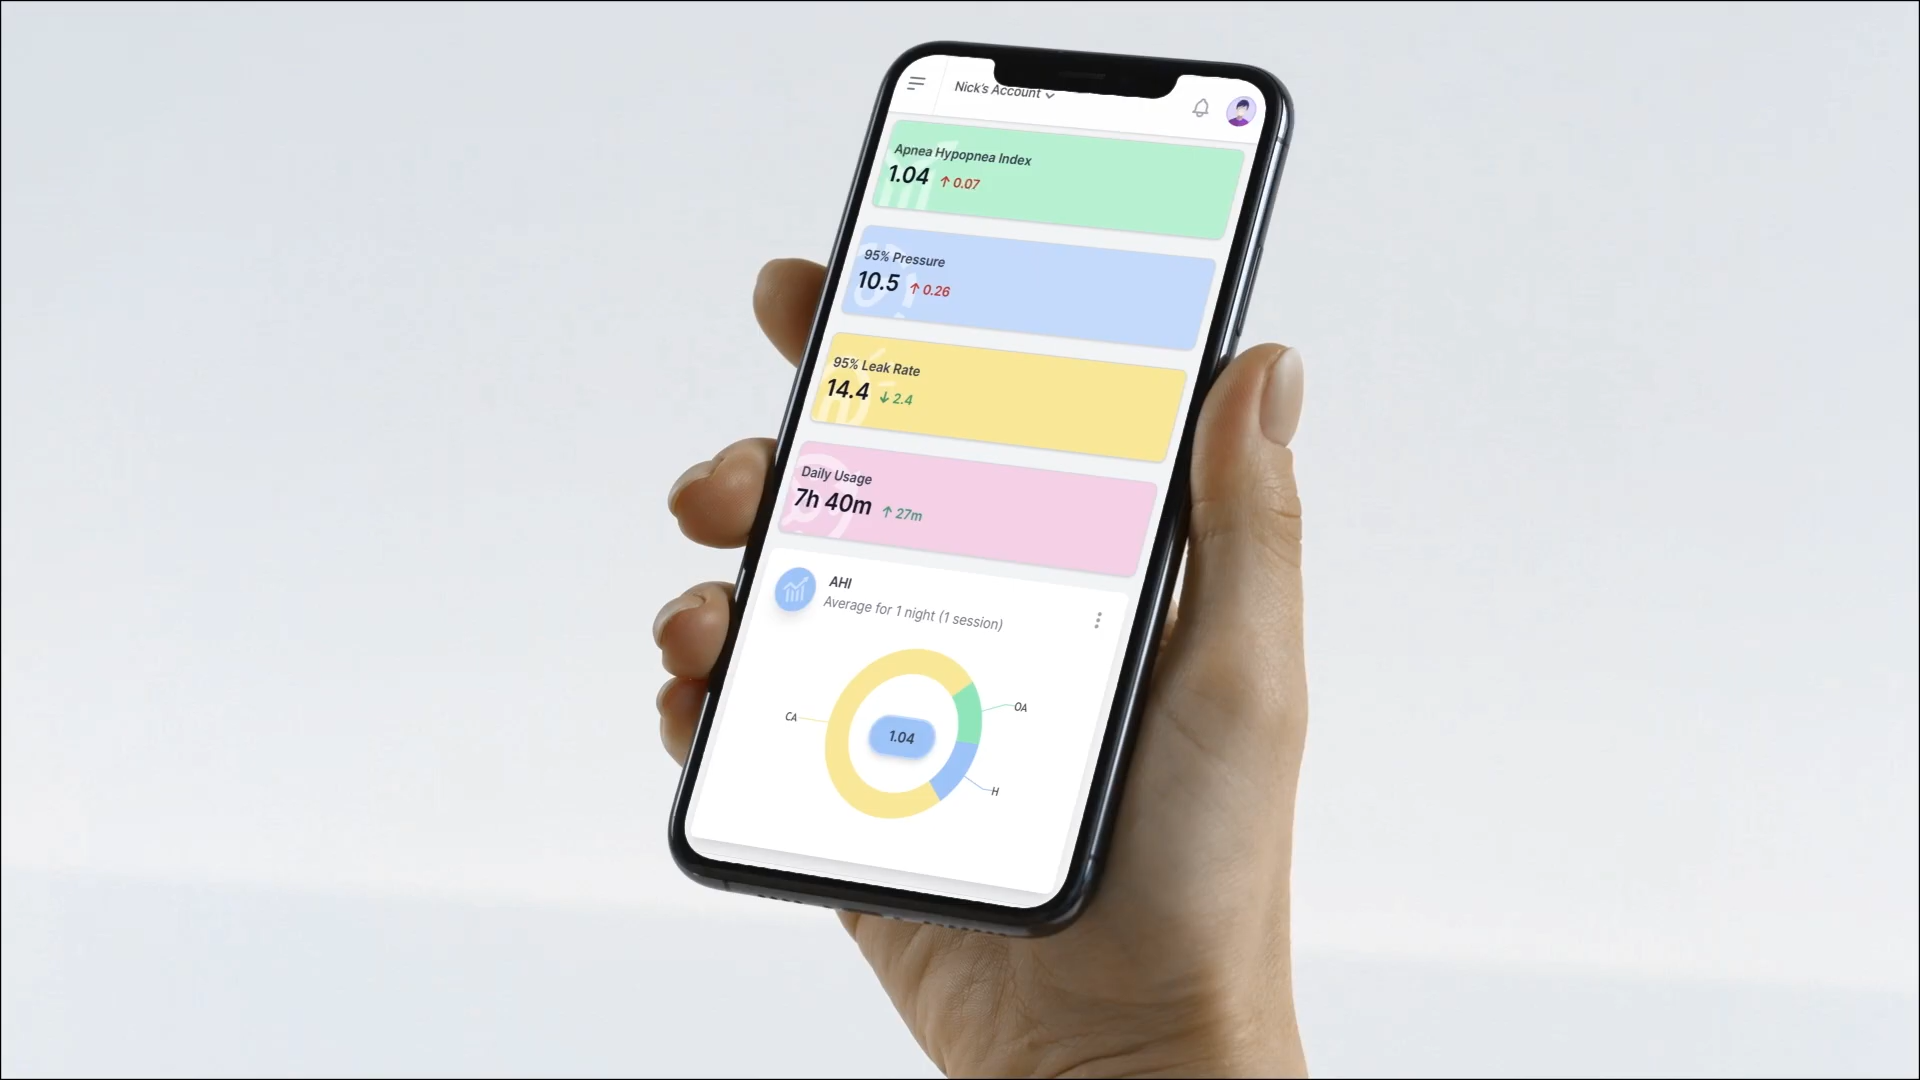 Nick's Account
Apnea Hypopnea Index
1.04 ↑ 0.07
95% Pressure
10.5 ↑ 0.26
95% Leak Rate
14.4 ↓ 2.4
Daily Usage
7h 40m ↑ 27m
AHI
Average for 1 night (1 session)
OA
CA
1.04
H